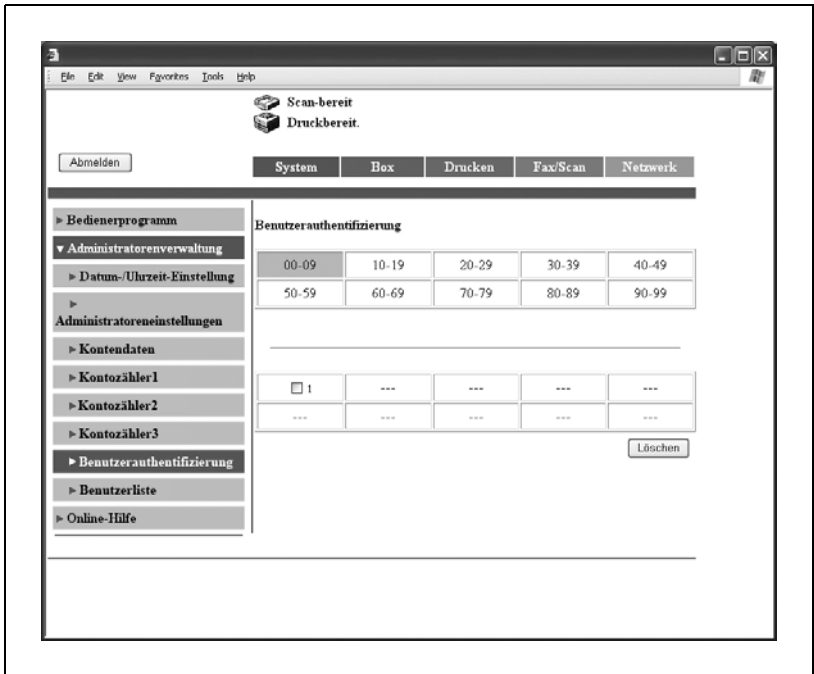 File Edit View Favorites Tools Help
Scan-bereit
Druckbereit.
Abmelden
System Box Drucken Fax/Scan Netzwerk
Bedienerprogramm
Administratorenverwaltung
Datum-/Uhrzeit-Einstellung
Administratoreneinstellungen
Kontendaten
Kontozähler1
Kontozähler2
Kontozähler3
Benutzerauthentifizierung
Benutzerliste
Online-Hilfe
Benutzerauthentifizierung
00-09 10-19 20-29 30-39 40-49
50-59 60-69 70-79 80-89 90-99
1 --- --- --- ---
--- --- --- --- ---
Löschen